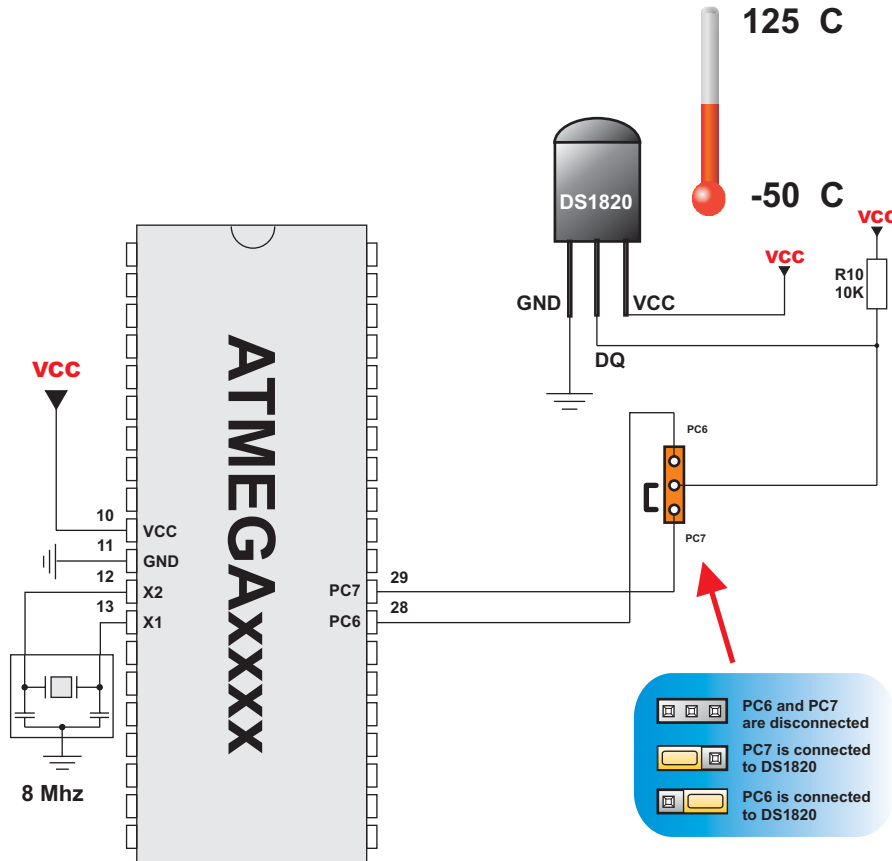 125 C
DS1820
-50 C
VCC
VCC
R10
10K
GND
VCC
DQ
VCC
ATMEGAxxxx
PC6
PC7
10
VCC
11
GND
12
X2
13
X1
PC7
29
PC6
28
8 Mhz
PC6 and PC7
are disconnected
PC7 is connected
to DS1820
PC6 is connected
to DS1820